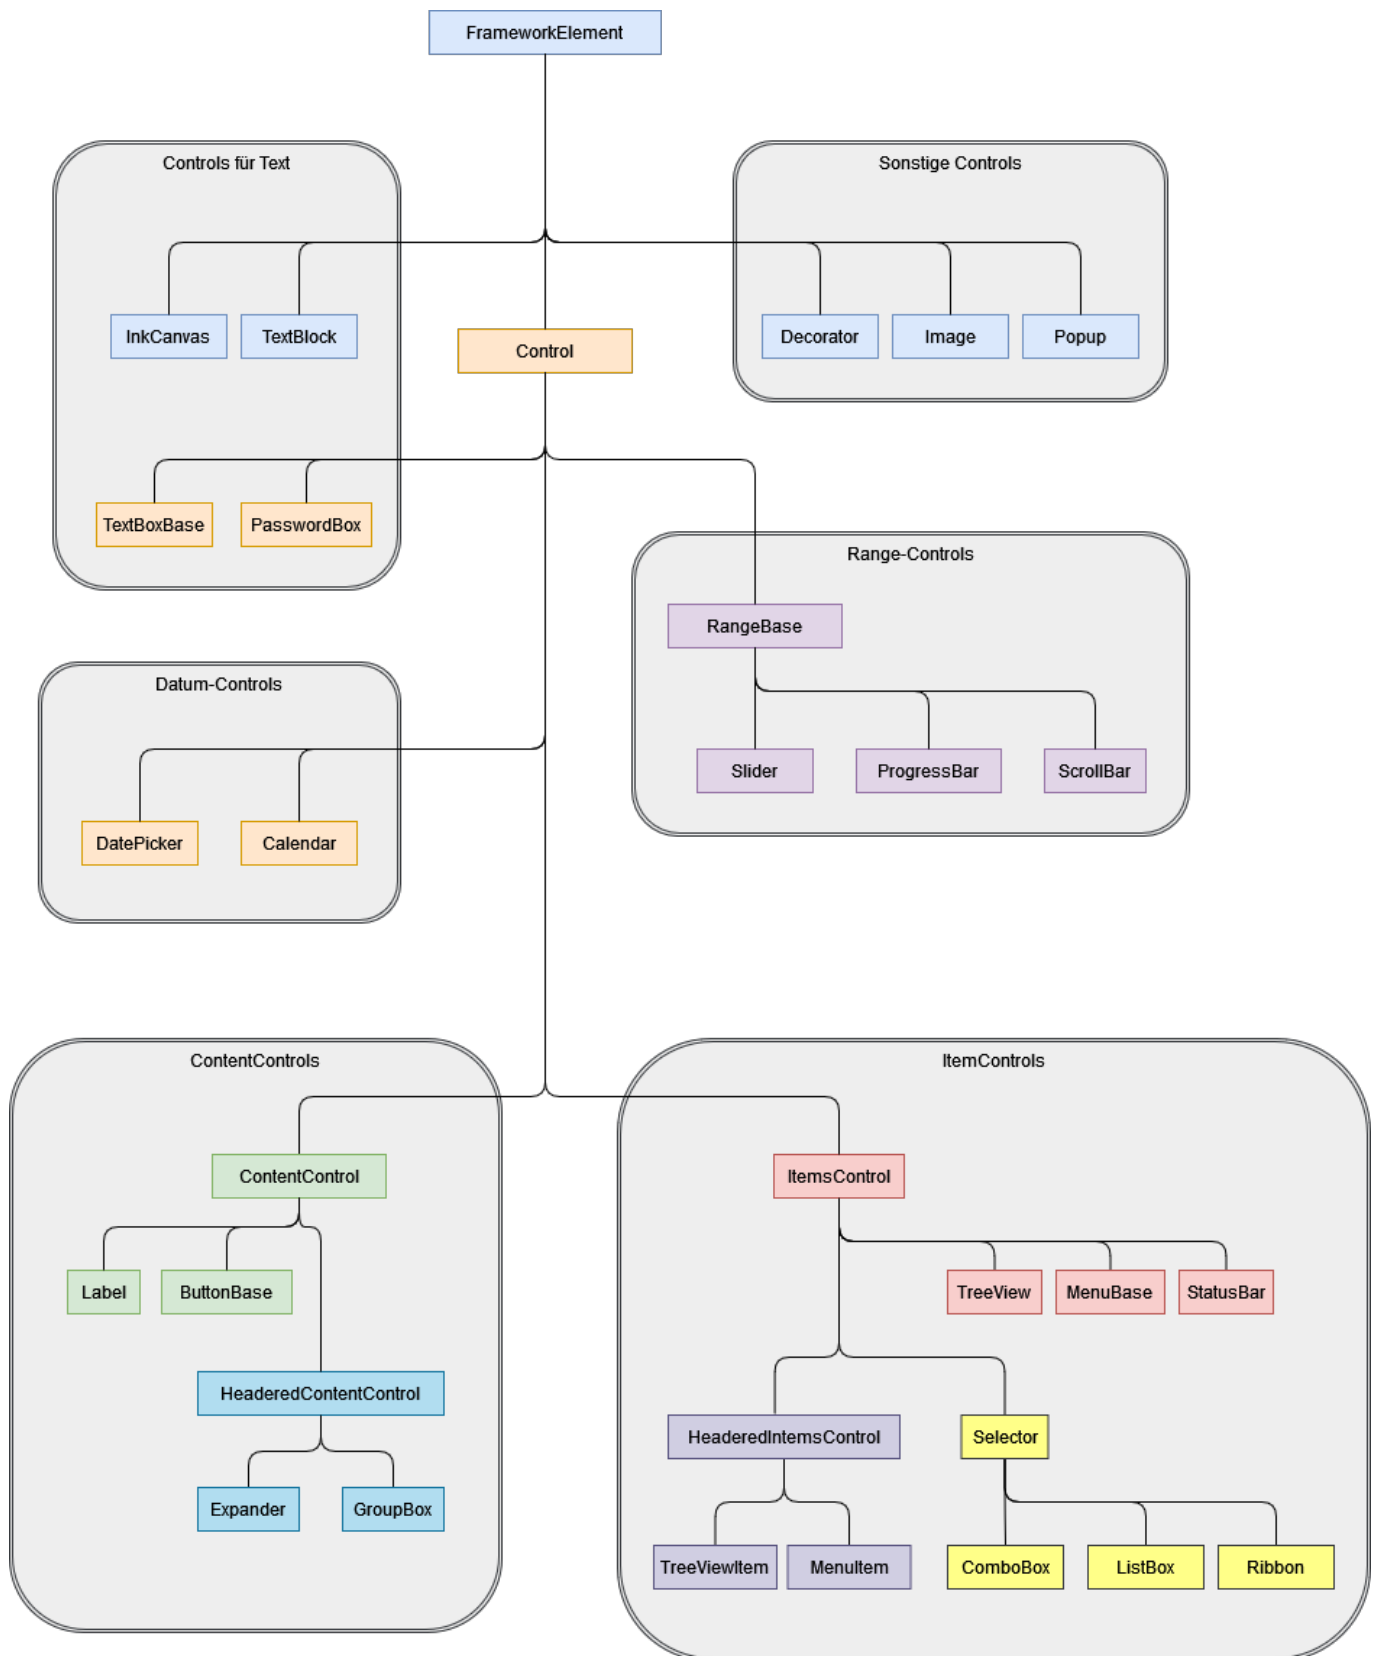 FrameworkElement
Controls für Text
Sonstige Controls
InkCanvas
TextBlock
Control
Decorator
Image
Popup
TextBoxBase
PasswordBox
Range-Controls
RangeBase
Datum-Controls
Slider
ProgressBar
ScrollBar
DatePicker
Calendar
ContentControls
ItemControls
ContentControl
ItemsControl
Label
ButtonBase
TreeView
MenuBase
StatusBar
HeaderedContentControl
HeaderedIntemsControl
Selector
Expander
GroupBox
TreeViewItem
MenuItem
ComboBox
ListBox
Ribbon